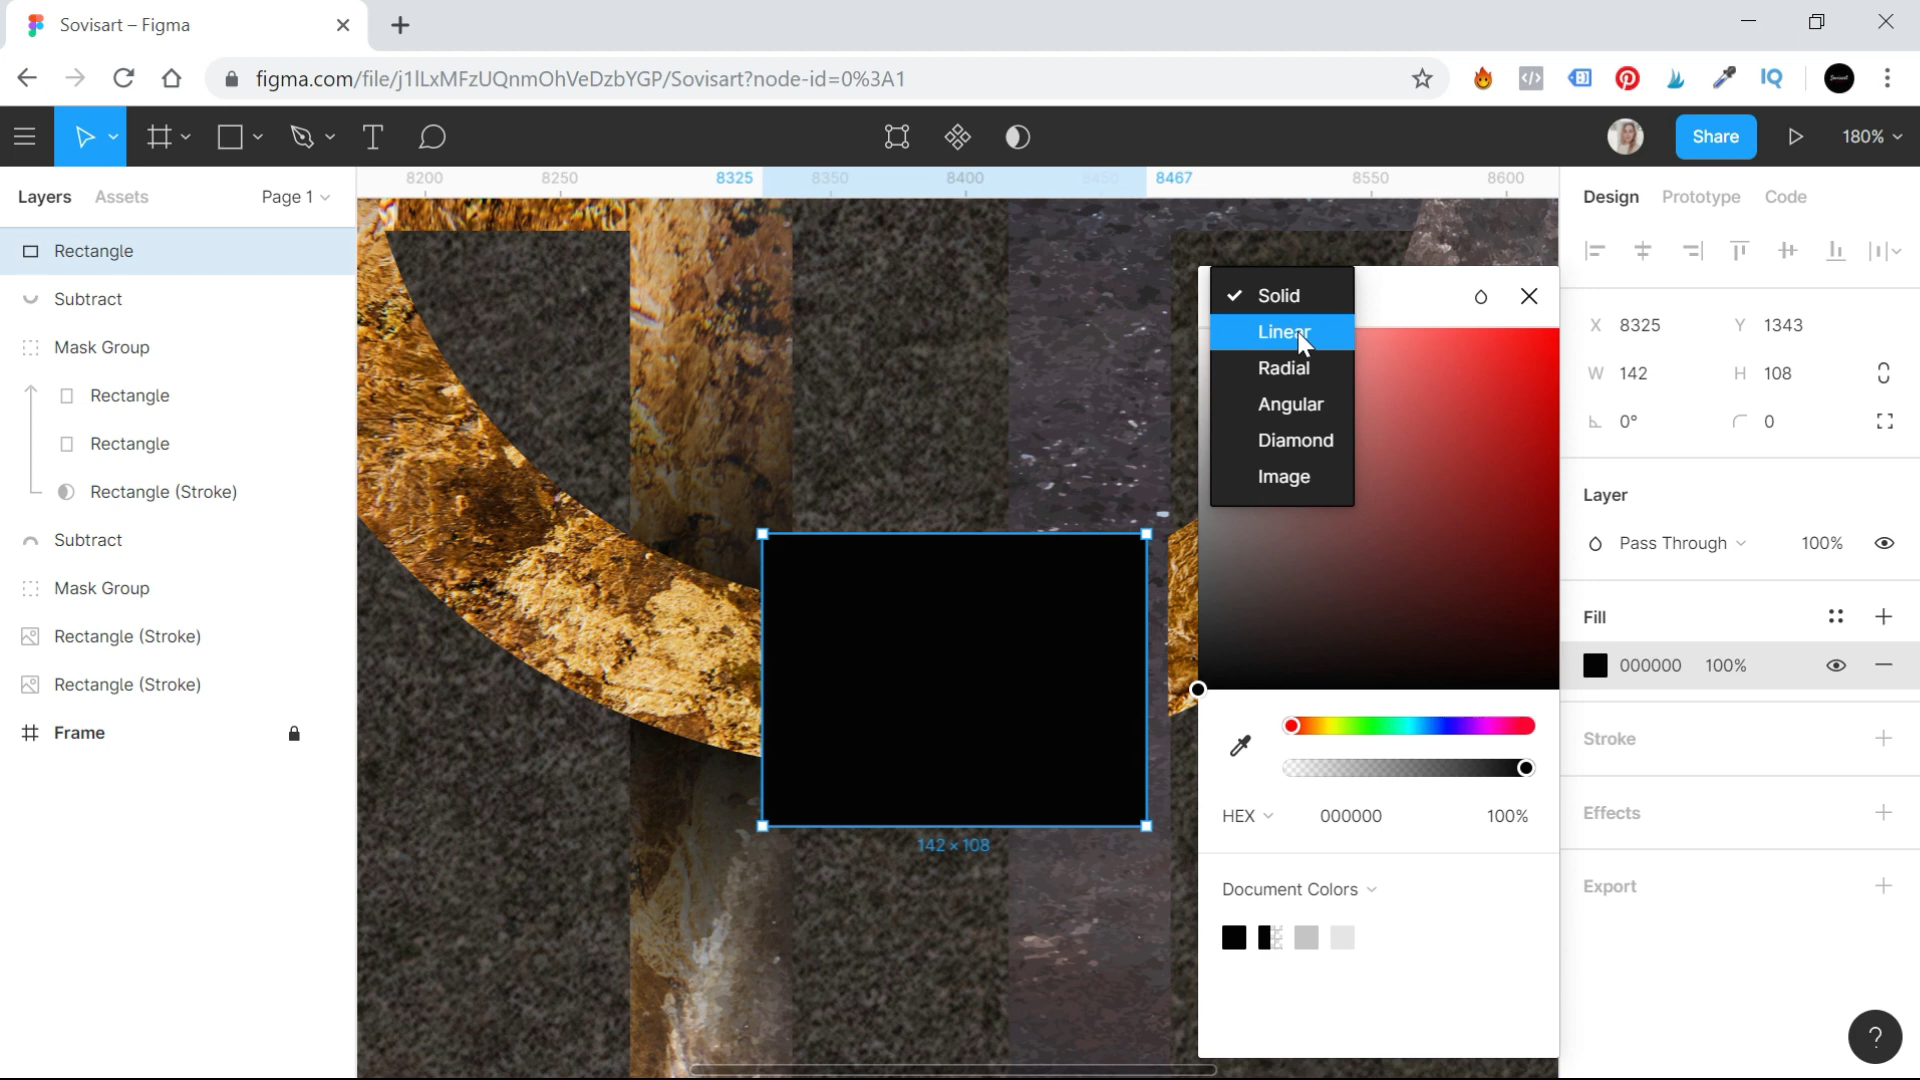 Sovisart – Figma
figma.com/file/j1lLxMFzUQnmOhVeDzbYGP/Sovisart?node-id=0%3A1
Share
180%
Layers
Assets
Page 1
8200
8250
8325
8350
8400
8450
8467
8550
8600
Design
Prototype
Code
Rectangle
Subtract
Mask Group
Rectangle
Rectangle
Rectangle (Stroke)
Subtract
Mask Group
Rectangle (Stroke)
Rectangle (Stroke)
Frame
142 × 108
Solid
Linear
Radial
Angular
Diamond
Image
HEX
000000
100%
Document Colors
X 8325
Y 1343
W 142
H 108
0°
0
Layer
Pass Through
100%
Fill
000000
100%
Stroke
Effects
Export
?